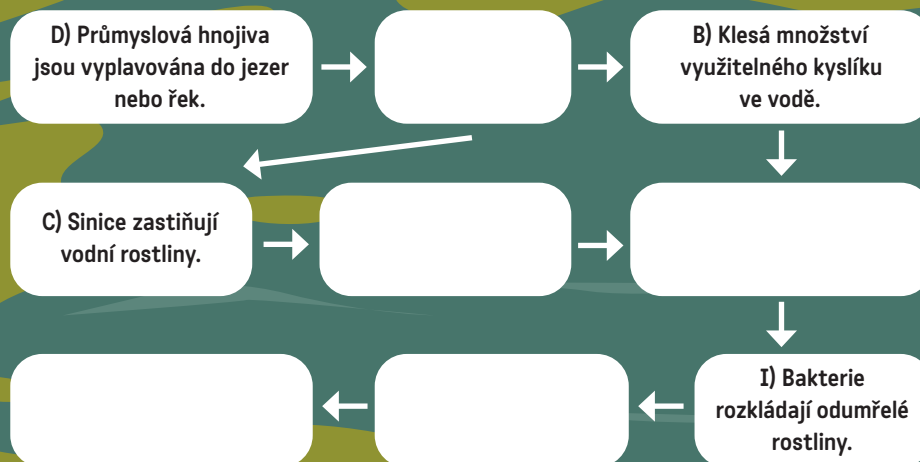 D) Průmyslová hnojiva
jsou vyplavována do jezer
nebo řek.
B) Klesá množství
využitelného kyslíku
ve vodě.
C) Sinice zastiňují
vodní rostliny.
I) Bakterie
rozkládají odumřelé
rostliny.